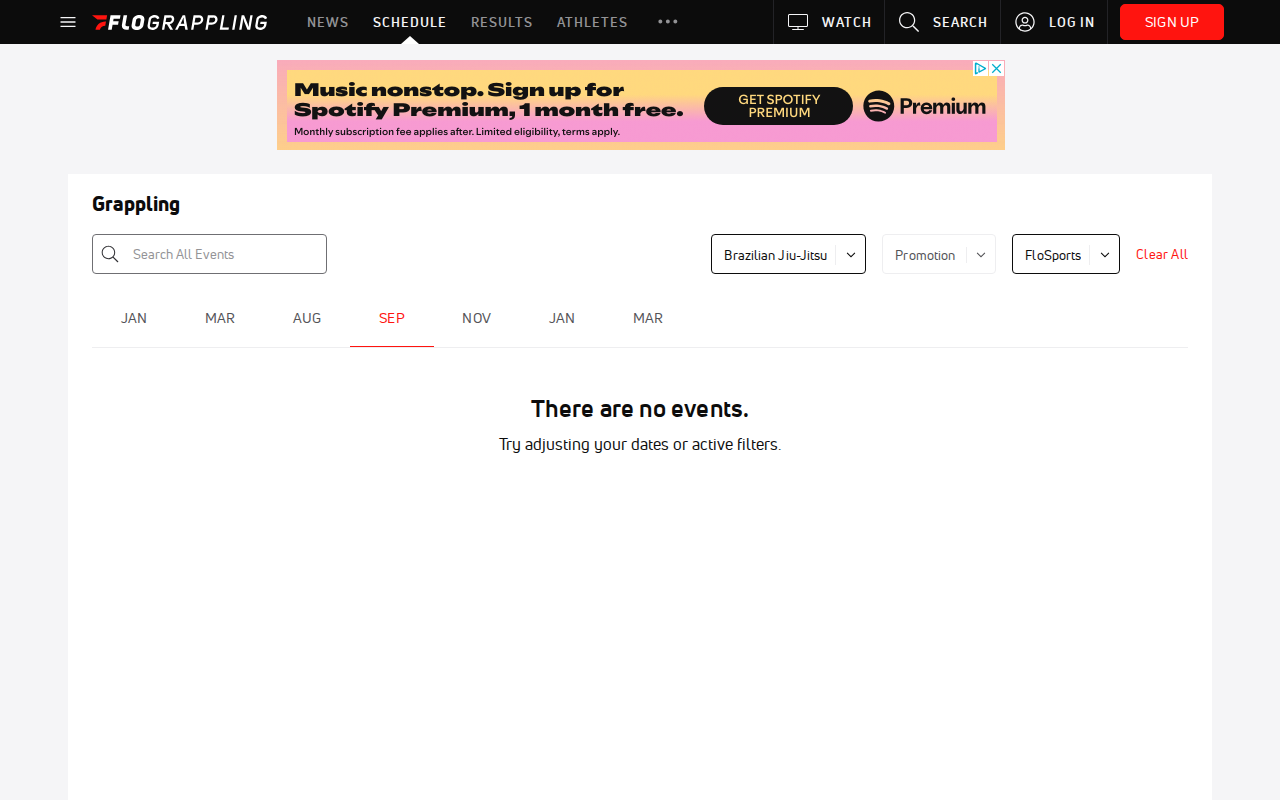 FLOGRAPPLING NEWS SCHEDULE RESULTS ATHLETES ••• WATCH SEARCH LOG IN SIGN UP
Music nonstop. Sign up for
Spotify Premium, 1 month free.
Monthly subscription fee applies after. Limited eligibility, terms apply.
GET SPOTIFY
PREMIUM
Premium
Grappling
Search All Events Brazilian Jiu-Jitsu Promotion FloSports Clear All
JAN MAR AUG SEP NOV JAN MAR
There are no events.
Try adjusting your dates or active filters.